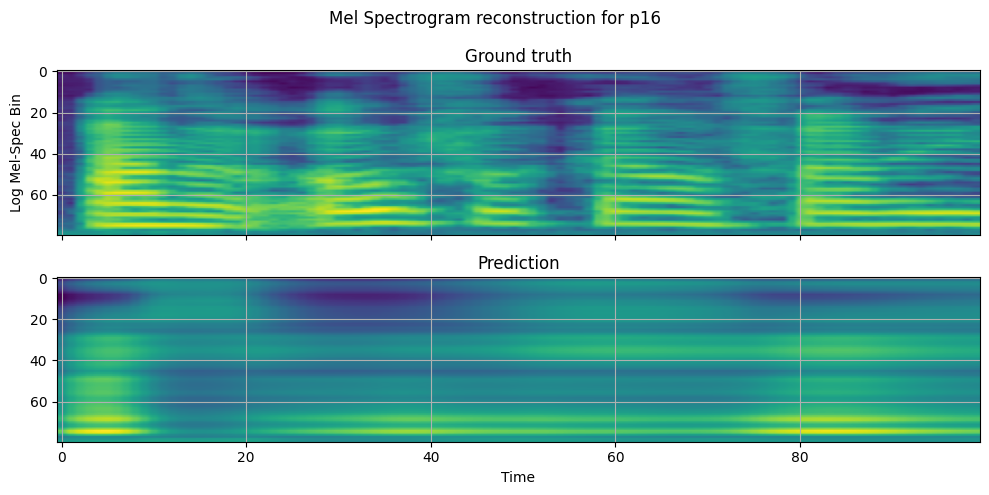 Mel Spectrogram reconstruction for p16
Ground truth
0
20
40
60
Log Mel-Spec Bin
Prediction
0
20
40
60
0 20 40 60 80
Time